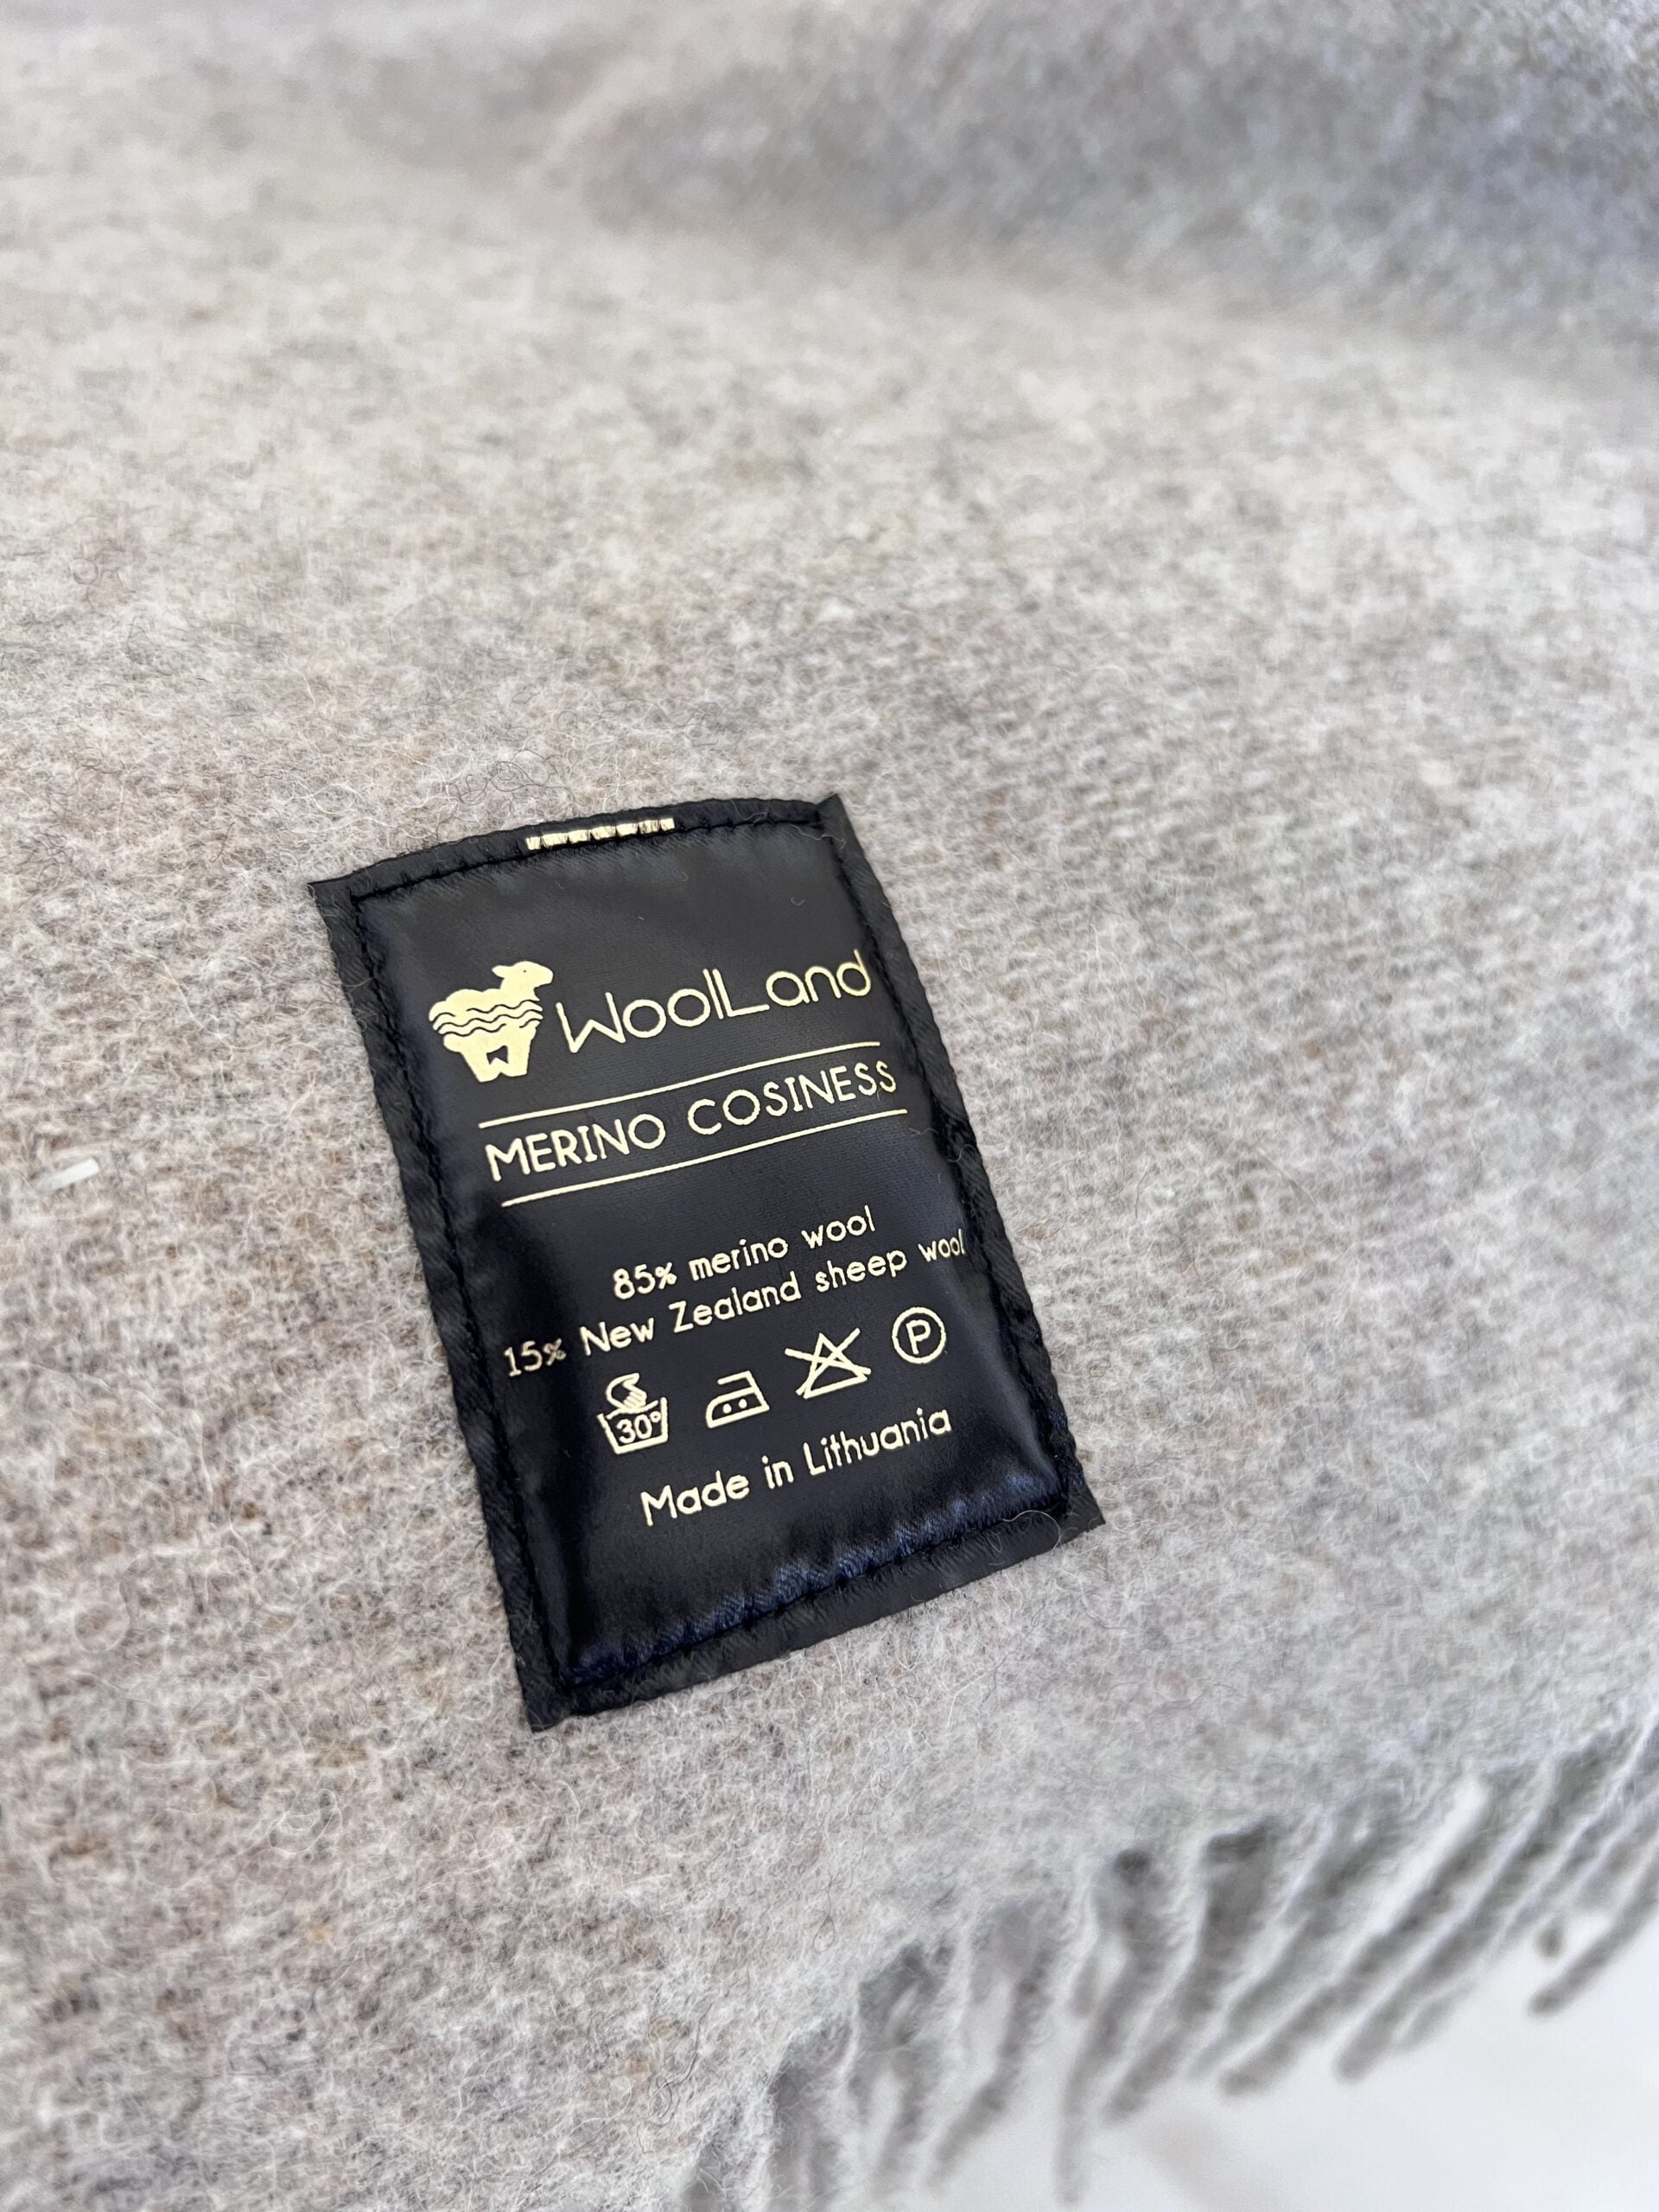 WoolLand
MERINO COSINESS
85% merino wool
15% New Zealand sheep wool
30°
P
Made in Lithuania